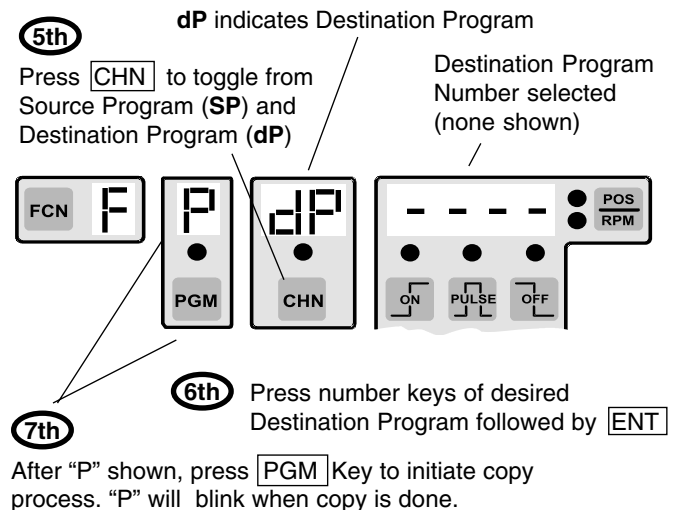 5th
dP indicates Destination Program
Press CHN to toggle from
Source Program (SP) and
Destination Program (dP)
Destination Program
Number selected
(none shown)
FCN F P dP - - - - POS
RPM
PGM CHN ON PULSE OFF
6th
Press number keys of desired
Destination Program followed by ENT
7th
After “P” shown, press PGM Key to initiate copy
process. “P” will blink when copy is done.